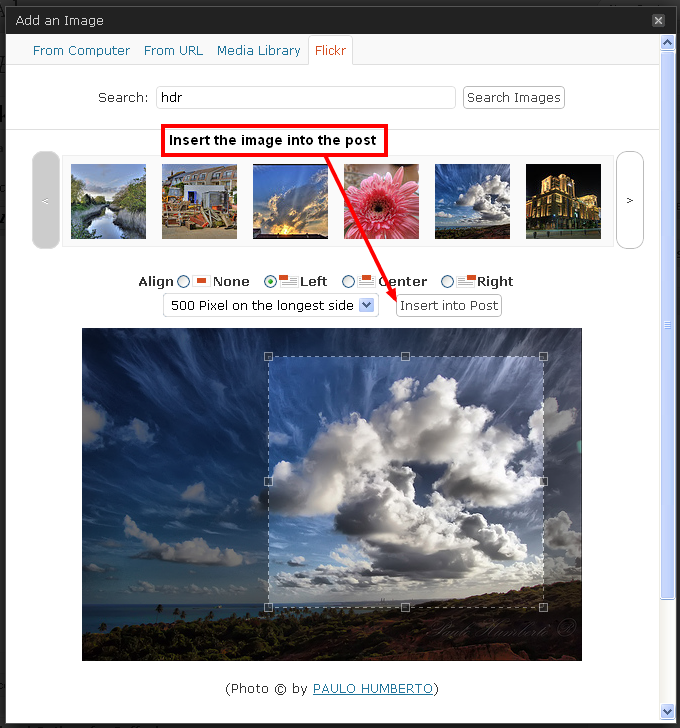 Add an Image
From Computer From URL Media Library Flickr
Search: hdr Search Images
Insert the image into the post
< >
Align None Left Center Right
500 Pixel on the longest side Insert into Post
Paulo Humberto ®
(Photo © by PAULO HUMBERTO)